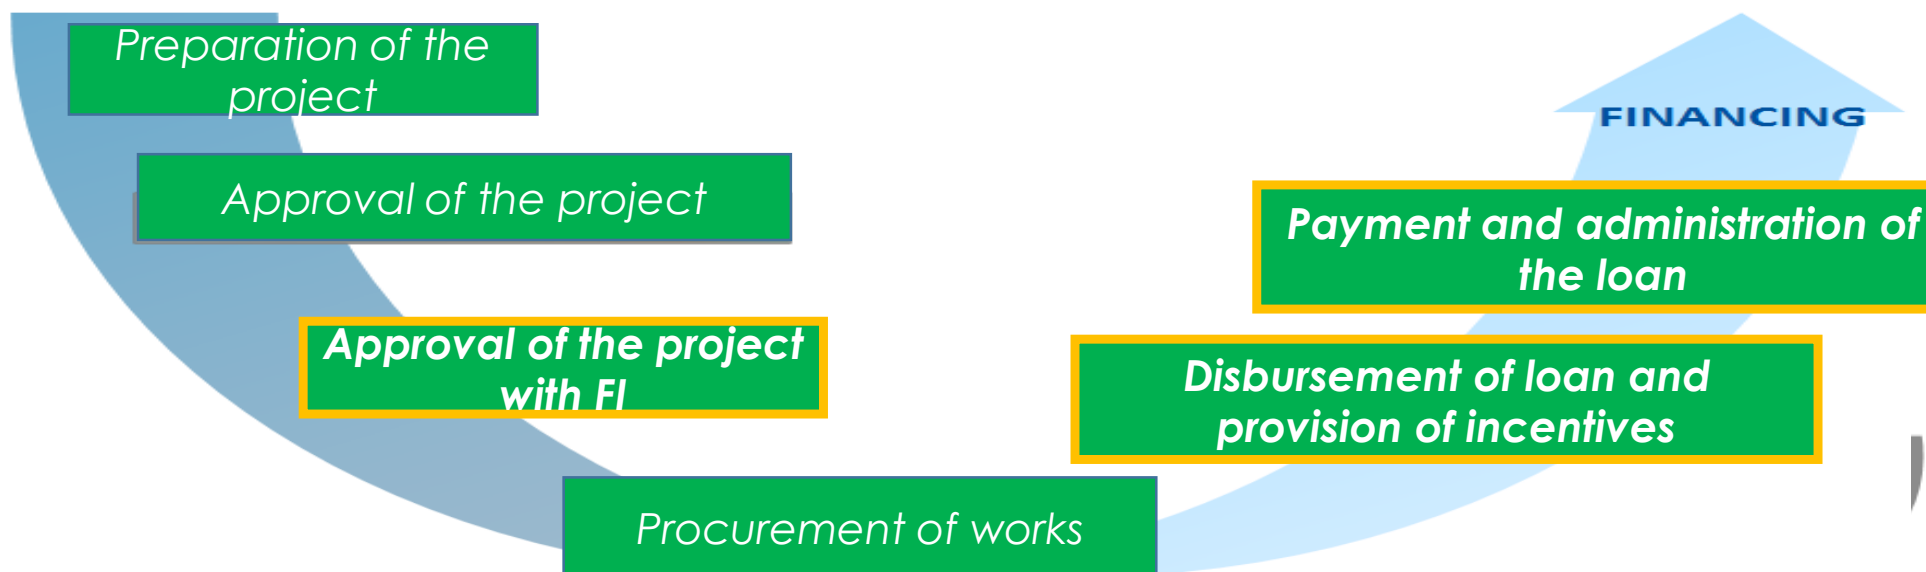 Preparation of the
project
Approval of the project
Approval of the project
with FI
Procurement of works
Disbursement of loan and
provision of incentives
Payment and administration of
the loan
FINANCING